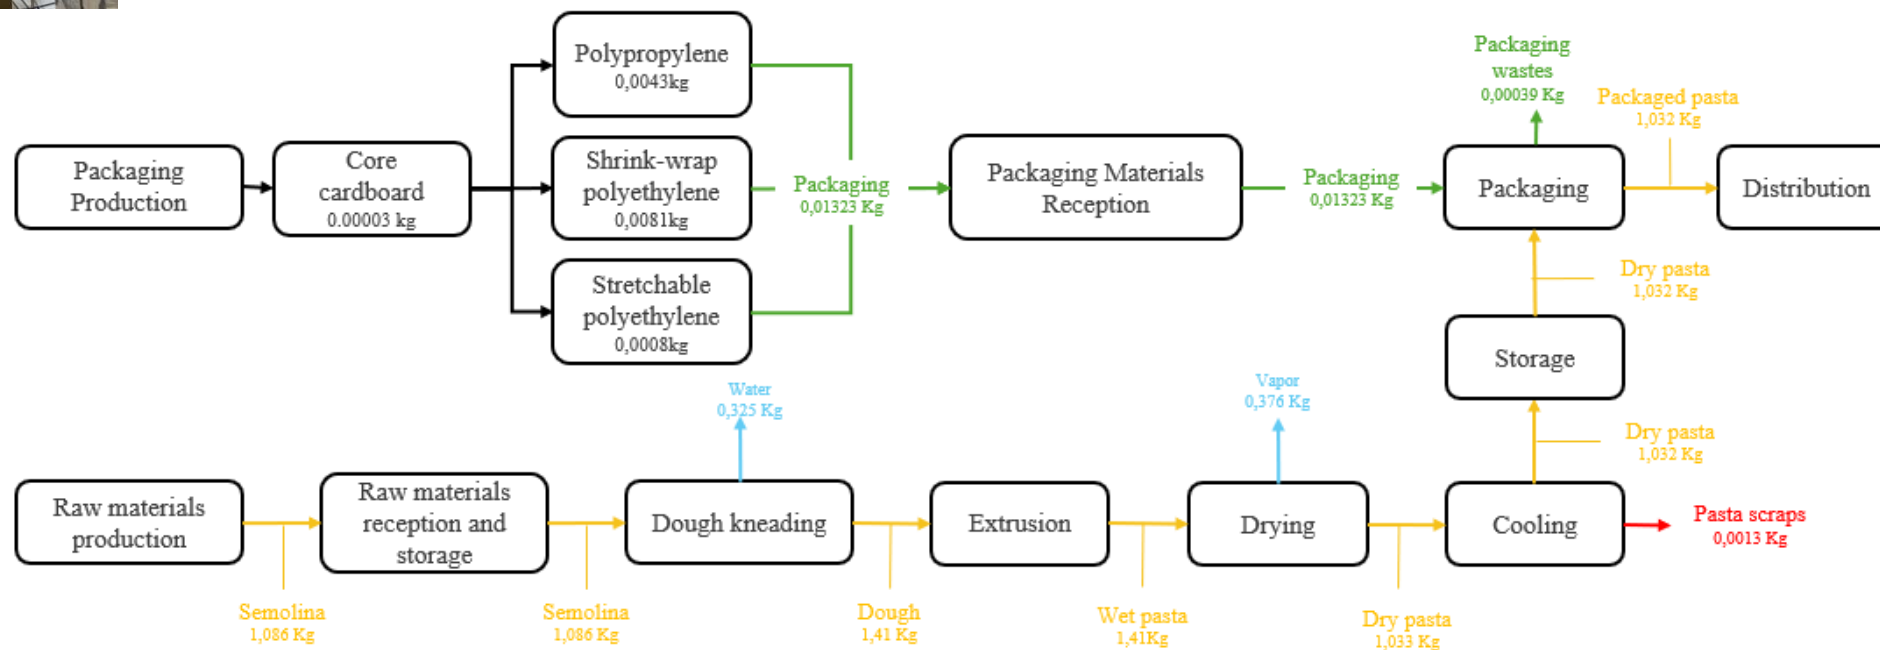 Packaging
Production
Core
cardboard
0.00003 kg
Polypropylene
0,0043kg
Shrink-wrap
polyethylene
0,0081kg
Stretchable
polyethylene
0,0008kg
Packaging
0,01323 Kg
Packaging Materials
Reception
Packaging
0,01323 Kg
Packaging
wastes
0,00039 Kg
Packaging
Packaged pasta
1,032 Kg
Distribution
Dry pasta
1,032 Kg
Storage
Dry pasta
1,032 Kg
Raw materials
production
Semolina
1,086 Kg
Raw materials
reception and
storage
Semolina
1,086 Kg
Water
0,325 Kg
Dough kneading
Dough
1,41 Kg
Extrusion
Wet pasta
1,41Kg
Vapor
0,376 Kg
Drying
Dry pasta
1,033 Kg
Cooling
Pasta scraps
0,0013 Kg